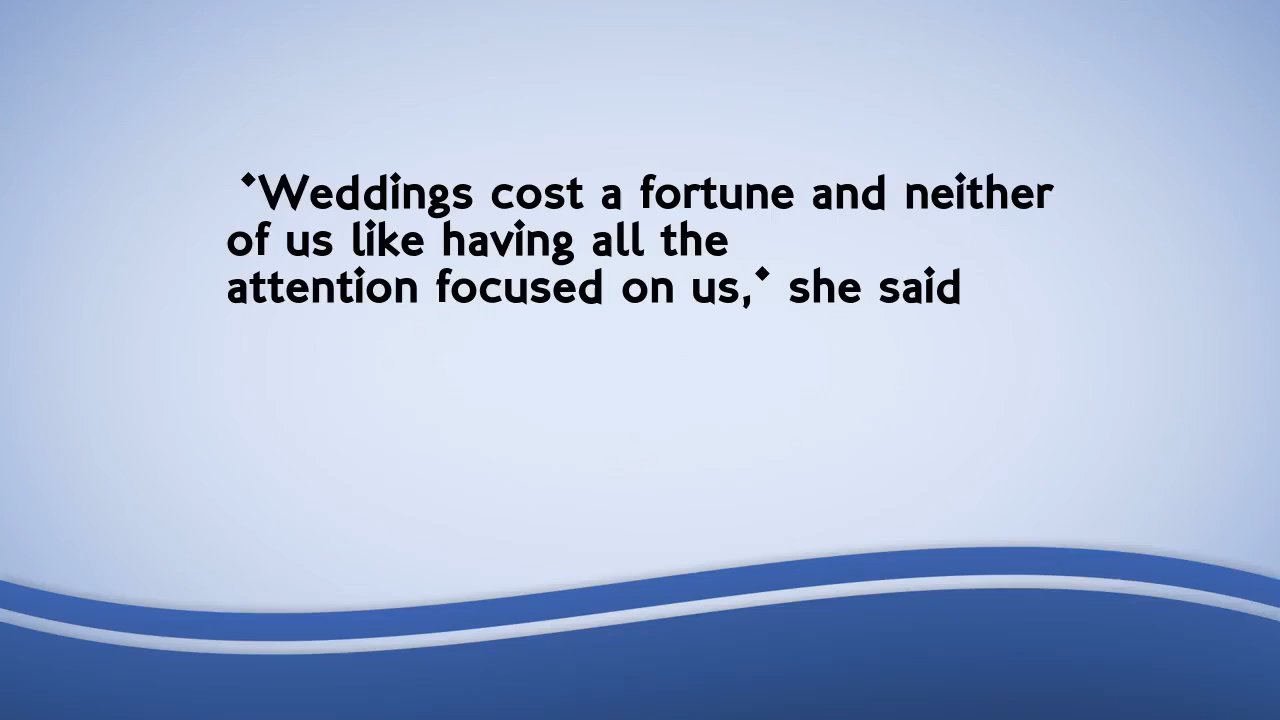 'Weddings cost a fortune and neither
of us like having all the
attention focused on us,' she said